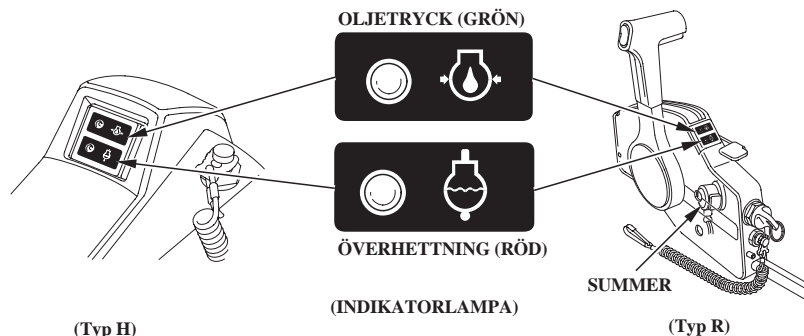 OLJETRYCK (GRÖN)
ÖVERHETTNING (RÖD)
SUMMER
(INDIKATORLAMPA)
(Typ H)
(Typ R)